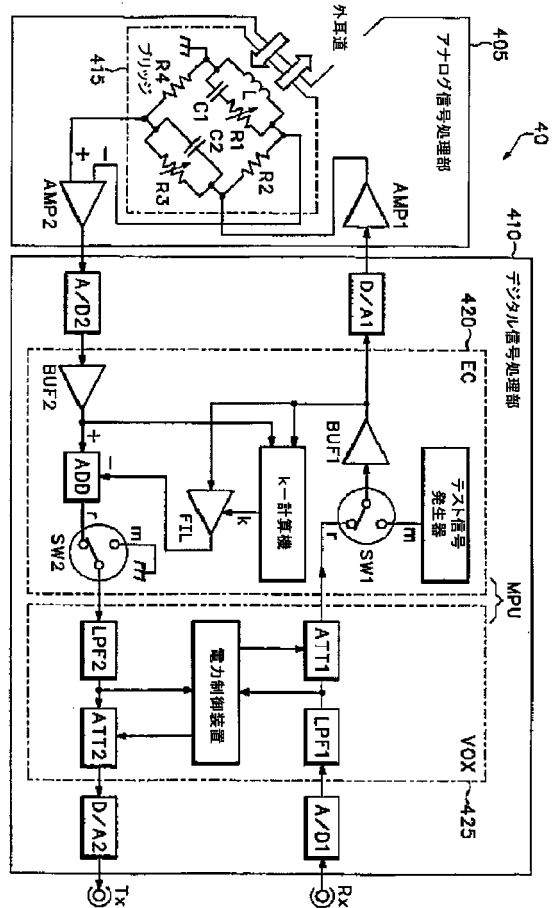 40
405
アナログ信号処理部
外耳道
415
ブリッジ
R4
L
C1
R1
C2
R2
R3
AMP1
+
-
AMP2
410
デジタル信号処理部
D/A1
A/D2
420
EC
BUF1
BUF2
テスト信号
発生器
m
r
SW1
k-計算機
k
FIL
+
-
ADD
r
m
SW2
MPU
VOX
425
ATT1
LPF1
電力制御装置
LPF2
ATT2
A/D1
D/A2
Rx
Tx